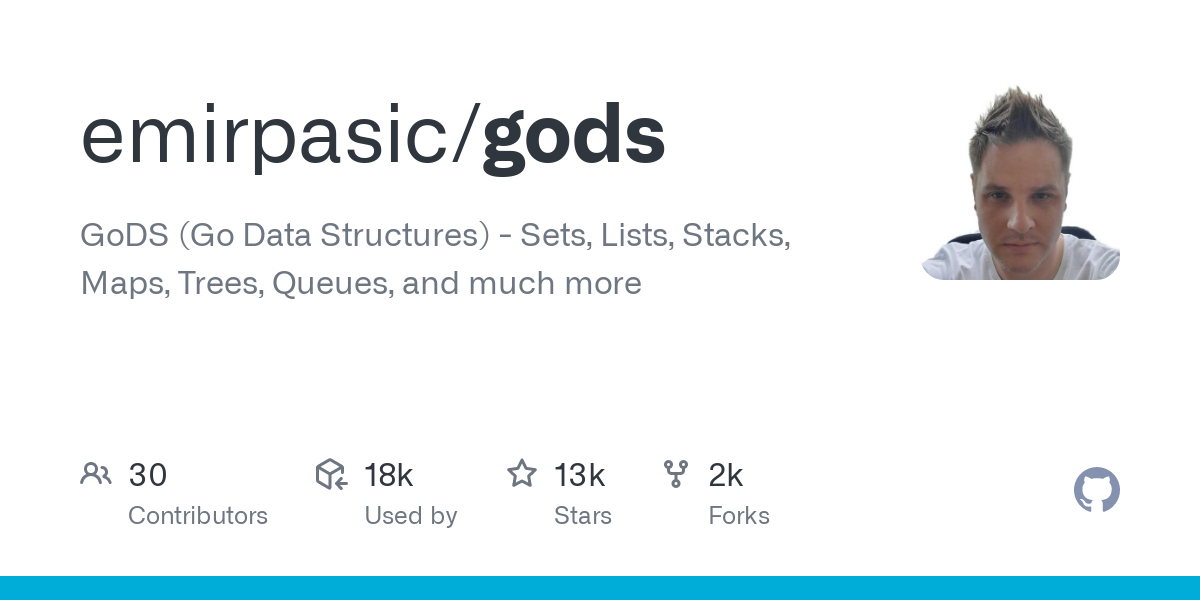 emirpasic/gods
GoDS (Go Data Structures) - Sets, Lists, Stacks,
Maps, Trees, Queues, and much more
30
Contributors
18k
Used by
13k
Stars
2k
Forks